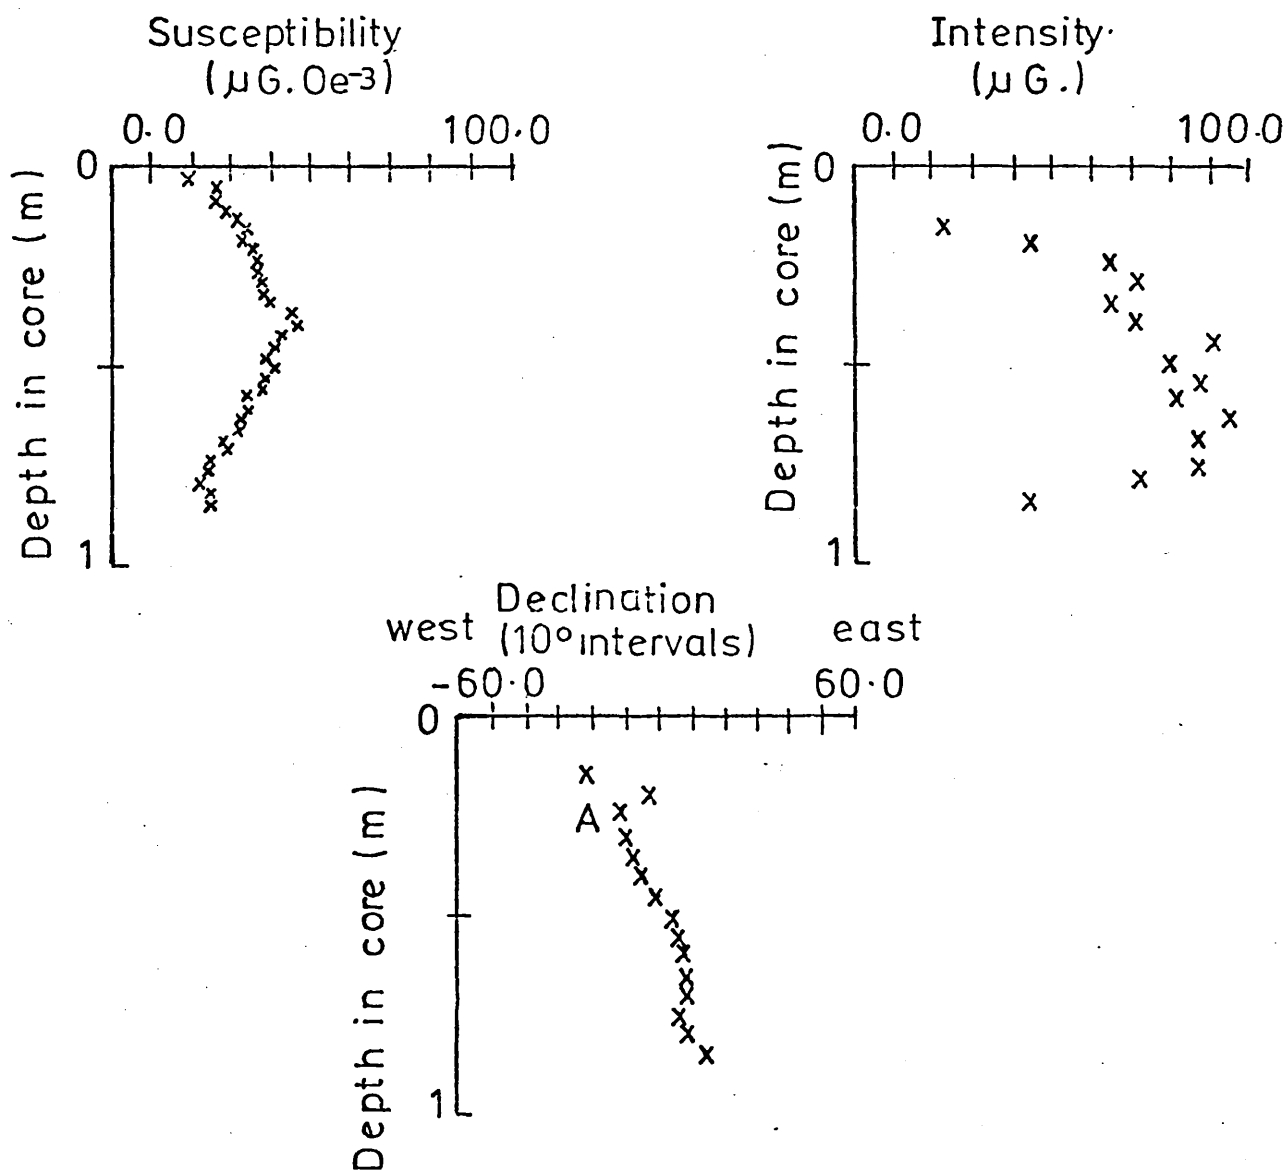 Susceptibility
(μG.Oe-3)
0.0 100.0
0
Depth in core (m)
1
Intensity
(μG.)
0.0 100.0
0
Depth in core (m)
1
Declination
west (10° intervals) east
-60.0 60.0
0
A
Depth in core (m)
1